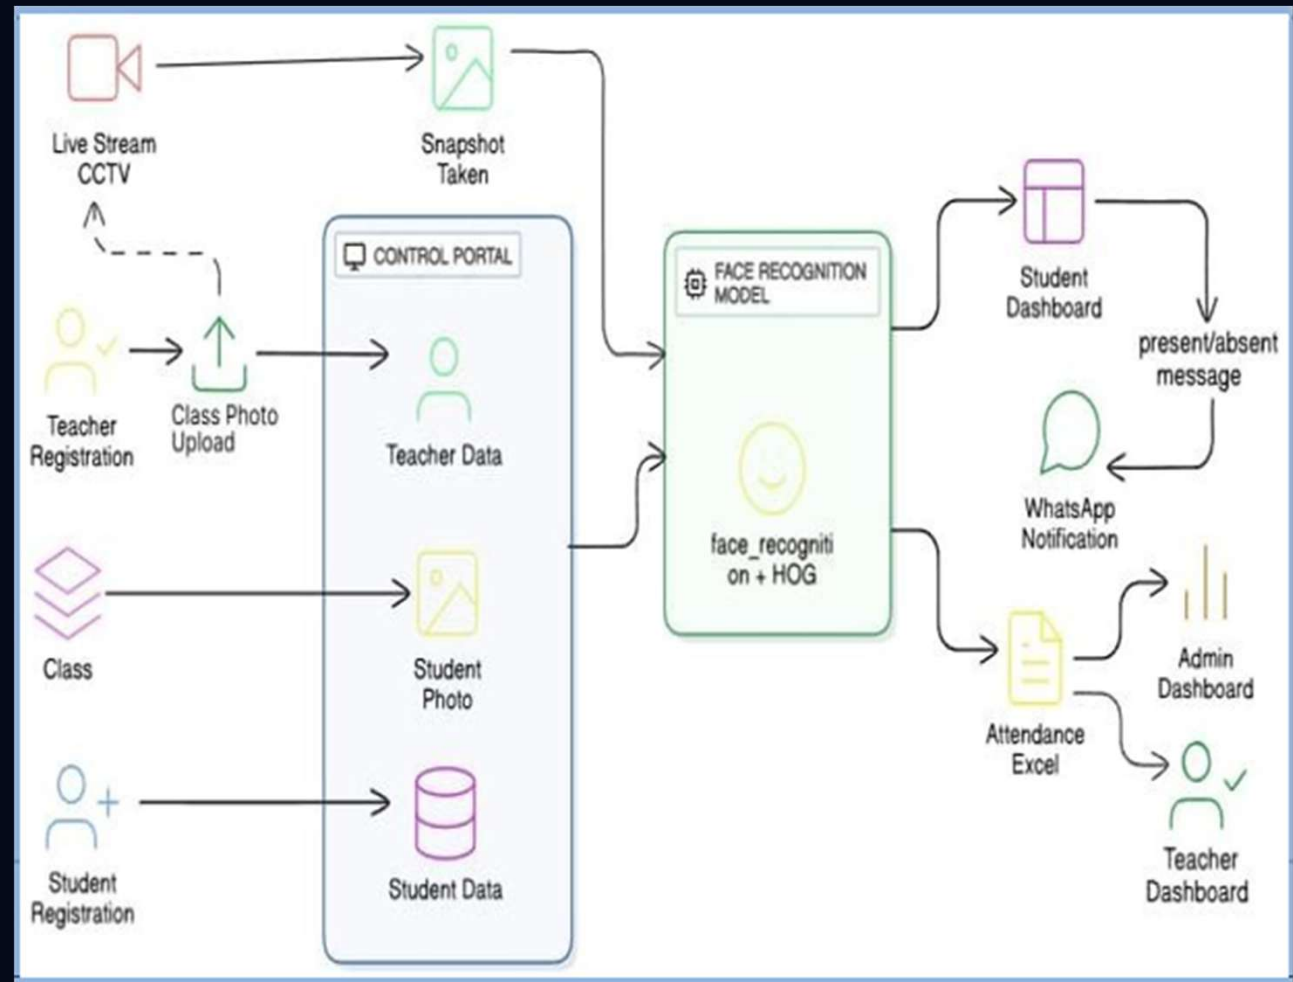 Live Stream
CCTV
Snapshot
Taken
CONTROL PORTAL
Teacher
Registration
Class Photo
Upload
Teacher Data
Class
Student
Photo
Student
Registration
Student Data
FACE RECOGNITION
MODEL
face_recogniti
on + HOG
Student
Dashboard
present/absent
message
WhatsApp
Notification
Attendance
Excel
Admin
Dashboard
Teacher
Dashboard